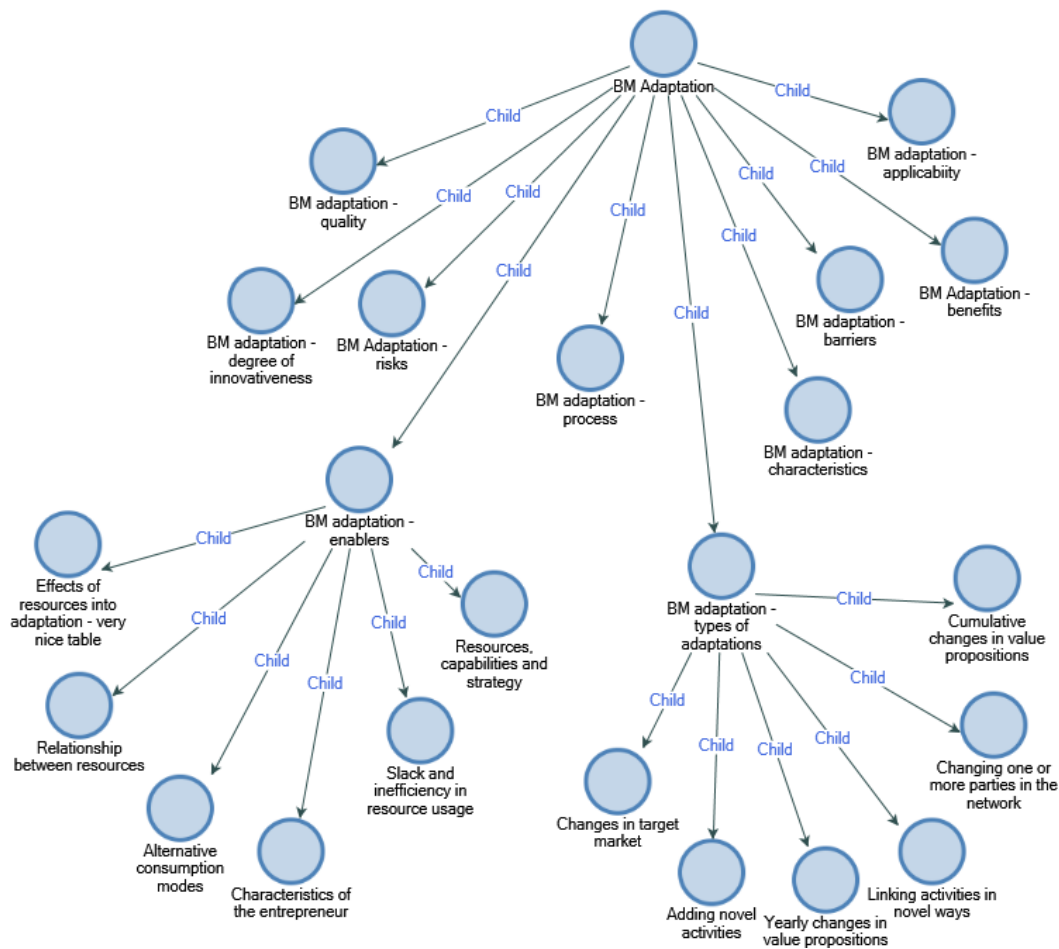 BM Adaptation
Child
BM adaptation -
applicabiity
Child
BM adaptation -
quality
Child
BM Adaptation -
benefits
Child
BM adaptation -
barriers
Child
BM adaptation -
degree of
innovativeness
Child
BM Adaptation -
risks
Child
BM adaptation -
process
Child
BM adaptation -
characteristics
Child
BM adaptation -
enablers
Child
BM adaptation -
types of
adaptations
Child
Effects of
resources into
adaptation - very
nice table
Child
Relationship
between resources
Child
Alternative
consumption
modes
Child
Characteristics of
the entrepreneur
Child
Slack and
inefficiency in
resource usage
Child
Resources,
capabilities and
strategy
Child
Cumulative
changes in value
propositions
Child
Changing one or
more parties in the
network
Child
Linking activities in
novel ways
Child
Yearly changes in
value propositions
Child
Adding novel
activities
Child
Changes in target
market